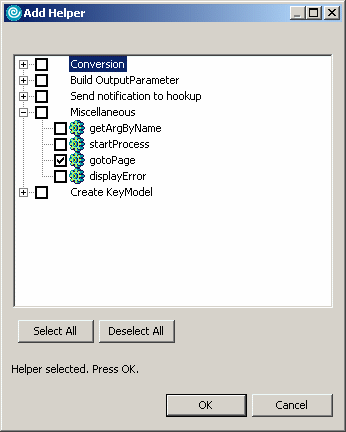 Add Helper
Conversion
Build OutputParameter
Send notification to hookup
Miscellaneous
getArgByName
startProcess
gotoPage
displayError
Create KeyModel
Select All
Deselect All
Helper selected. Press OK.
OK
Cancel